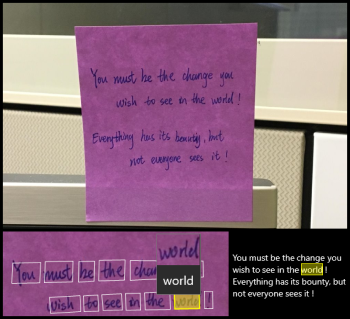 You must be the change you
wish to see in the world!
Everything has its beauty, but
not everyone sees it!
world
You must be the chan
world
wish to see in the world!
You must be the change you
wish to see in the world !
Everything has its bounty, but
not everyone sees it !